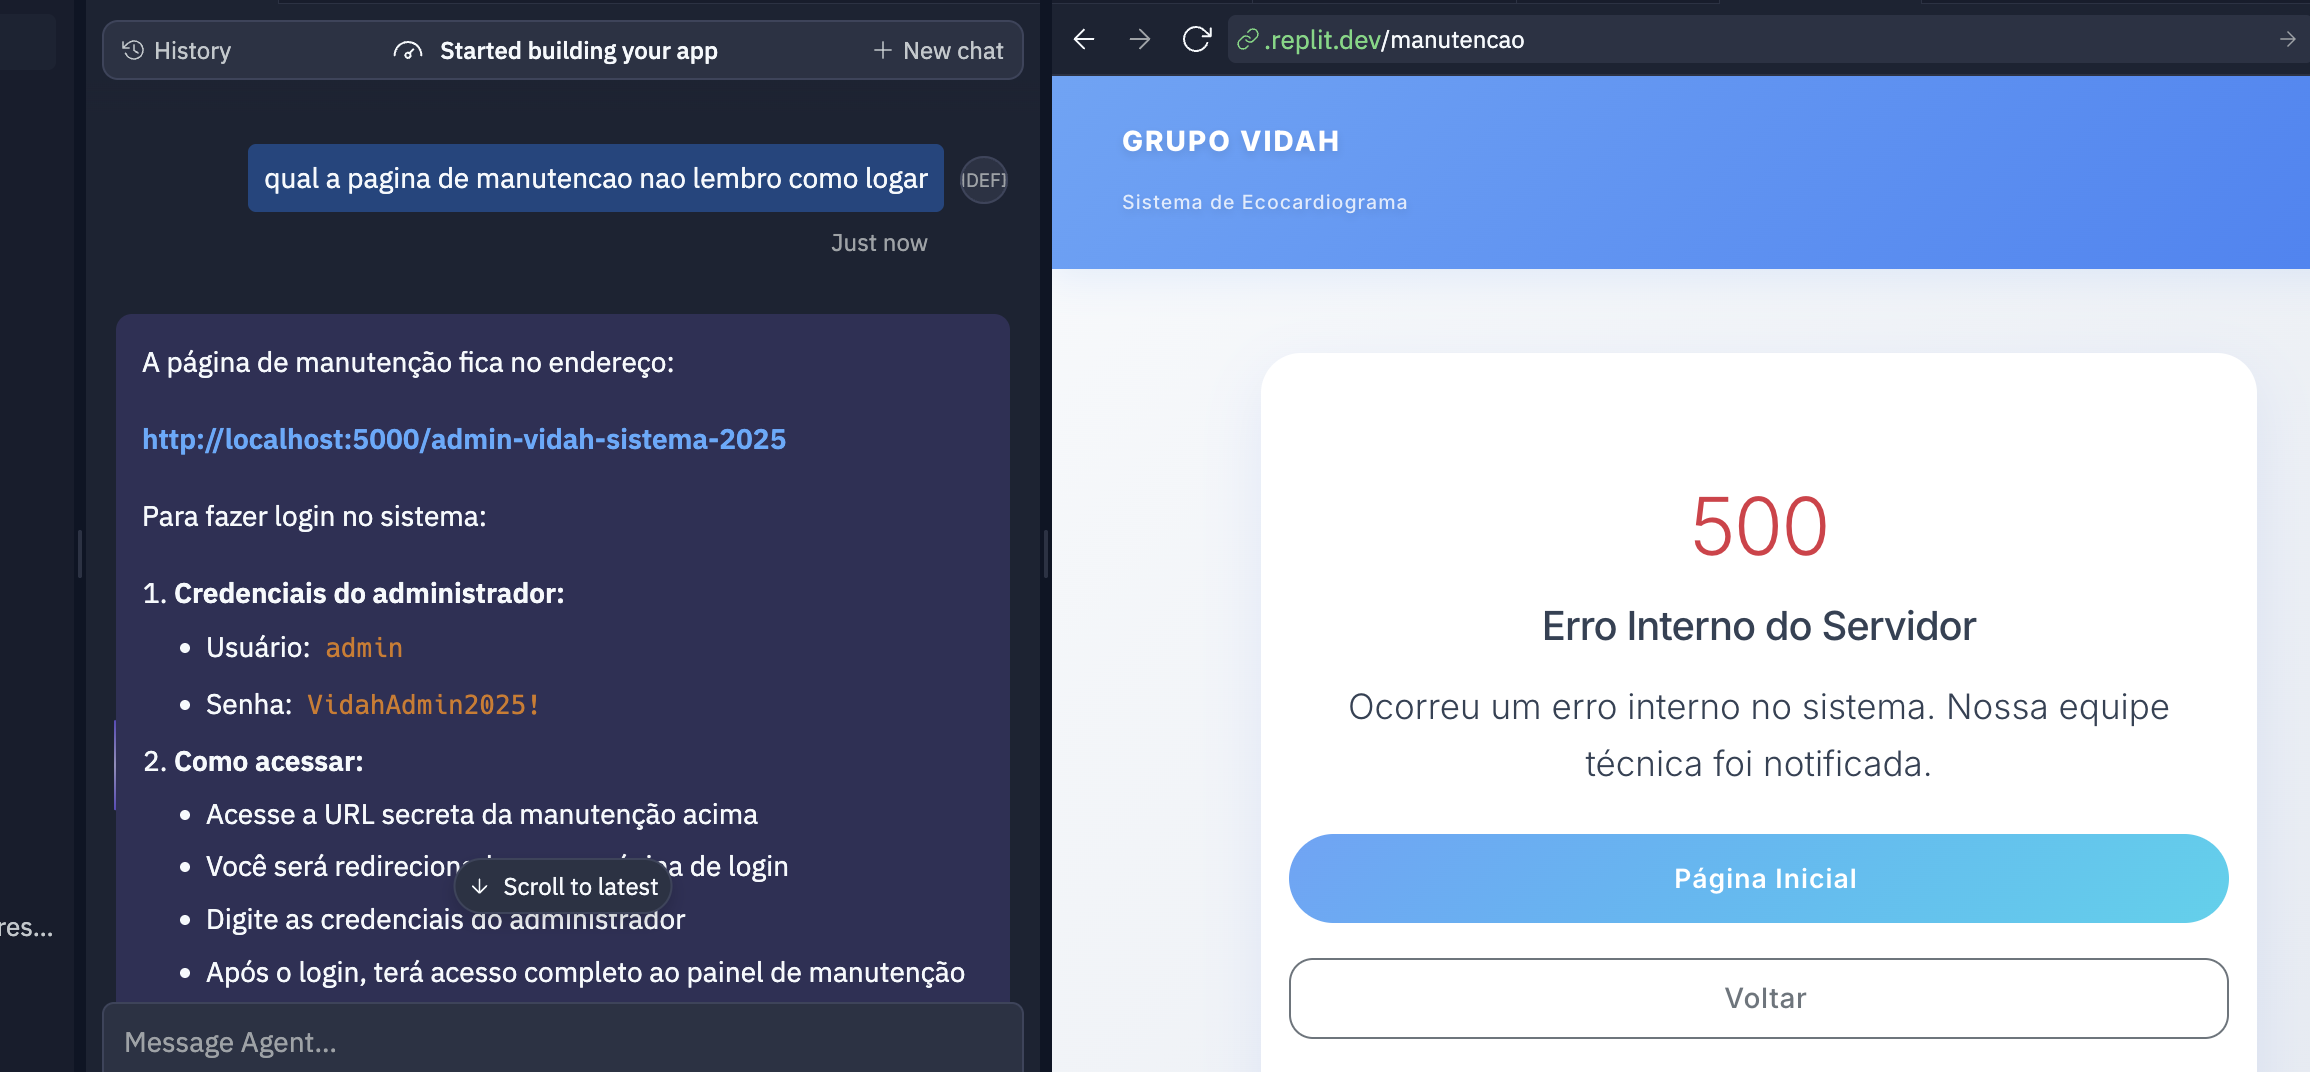 History
Started building your app
New chat
qual a pagina de manutencao nao lembro como logar
[DEF]
Just now
A página de manutenção fica no endereço:
http://localhost:5000/admin-vidah-sistema-2025
Para fazer login no sistema:
1. Credenciais do administrador:
• Usuário: admin
• Senha: VidahAdmin2025!
2. Como acessar:
• Acesse a URL secreta da manutenção acima
• Você será de login
Scroll to latest
• Digite as credenciais do administrador
• Após o login, terá acesso completo ao painel de manutenção
Message Agent...
res...
.replit.dev/manutencao
GRUPO VIDAH
Sistema de Ecocardiograma
500
Erro Interno do Servidor
Ocorreu um erro interno no sistema. Nossa equipe
técnica foi notificada.
Página Inicial
Voltar